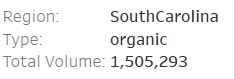 Region: SouthCarolina
Type: organic
Total Volume: 1,505,293